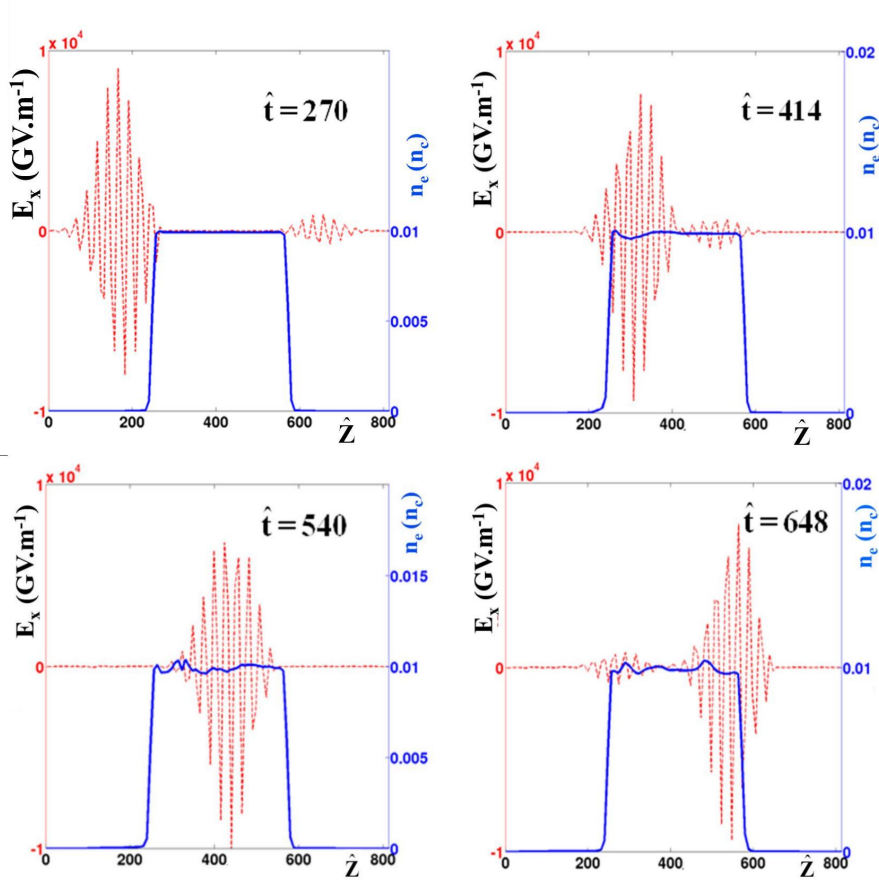 1 x 10⁴
E_x (GV.m⁻¹)
t̂ = 270
n_e (n_c)
0
0.01
0.005
-1
0
0 200 400 600 800
Ẑ
1 x 10⁴
0.02
E_x (GV.m⁻¹)
t̂ = 414
n_e (n_c)
0
0.01
-1
0
0 200 400 600 800
Ẑ
1 x 10⁴
E_x (GV.m⁻¹)
t̂ = 540
n_e (n_c)
0.015
0
0.01
0.005
-1
0
0 200 400 600 800
Ẑ
1 x 10⁴
0.02
E_x (GV.m⁻¹)
t̂ = 648
n_e (n_c)
0
0.01
-1
0
0 200 400 600 800
Ẑ